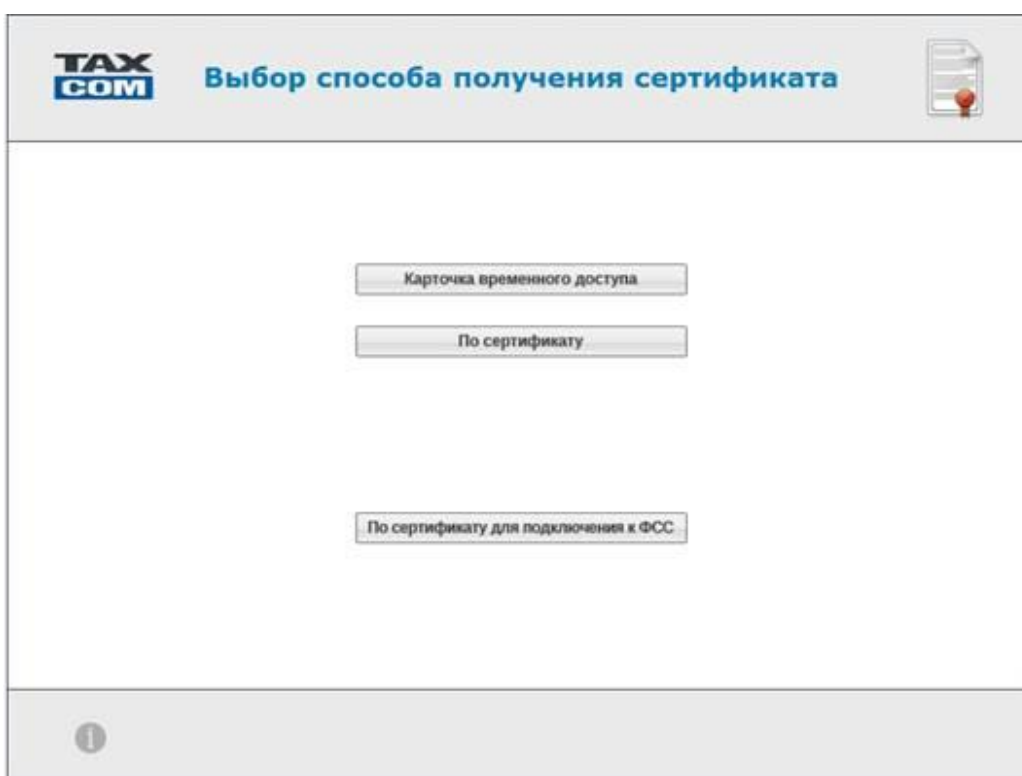 TAX
COM
Выбор способа получения сертификата
Карточка временного доступа
По сертификату
По сертификату для подключения к ФСС